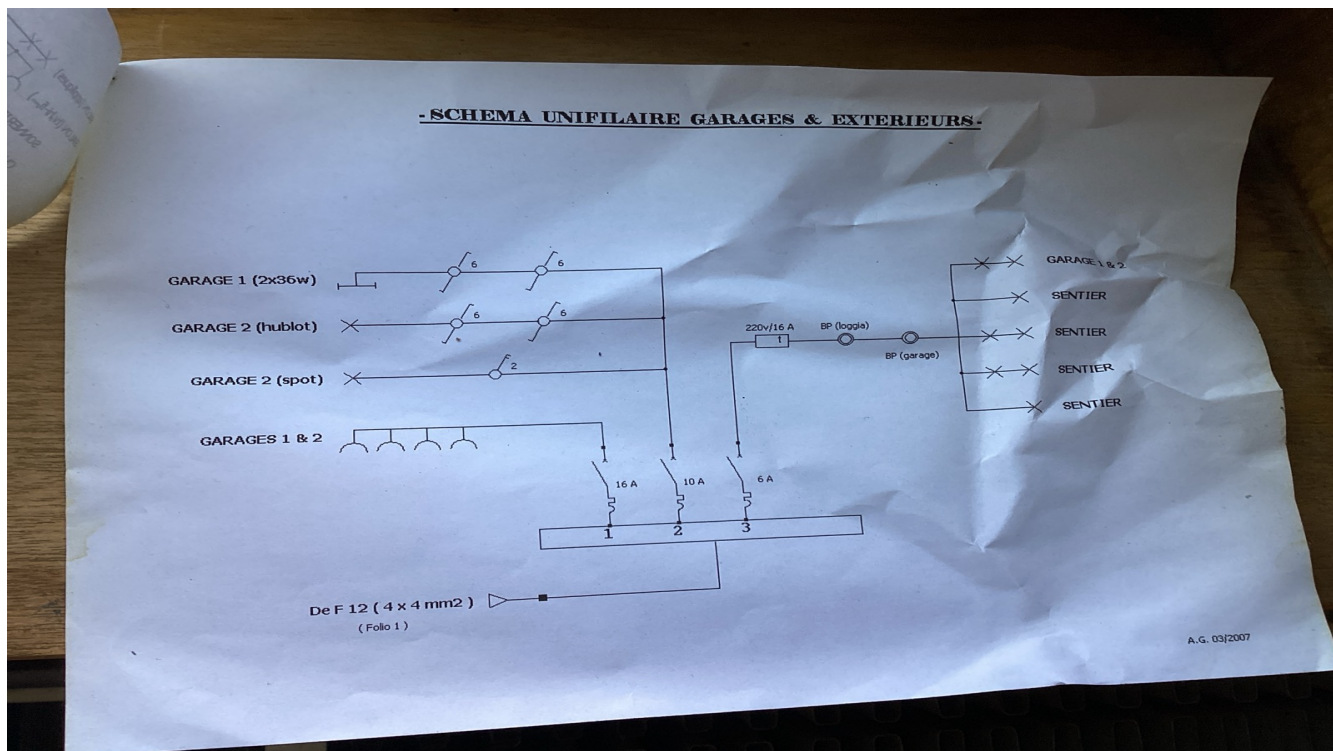 - SCHEMA UNIFILAIRE GARAGES & EXTERIEURS -
GARAGE 1 (2x36w)
6
6
GARAGE 2 (hublot)
6
6
GARAGE 2 (spot)
2
GARAGES 1 & 2
220v/16 A
t
BP (loggia)
BP (garage)
GARAGE 1 & 2
SENTIER
SENTIER
SENTIER
SENTIER
16 A
10 A
6 A
1
2
3
De F 12 ( 4 x 4 mm2 )
( Folio 1 )
A.G. 03/2007